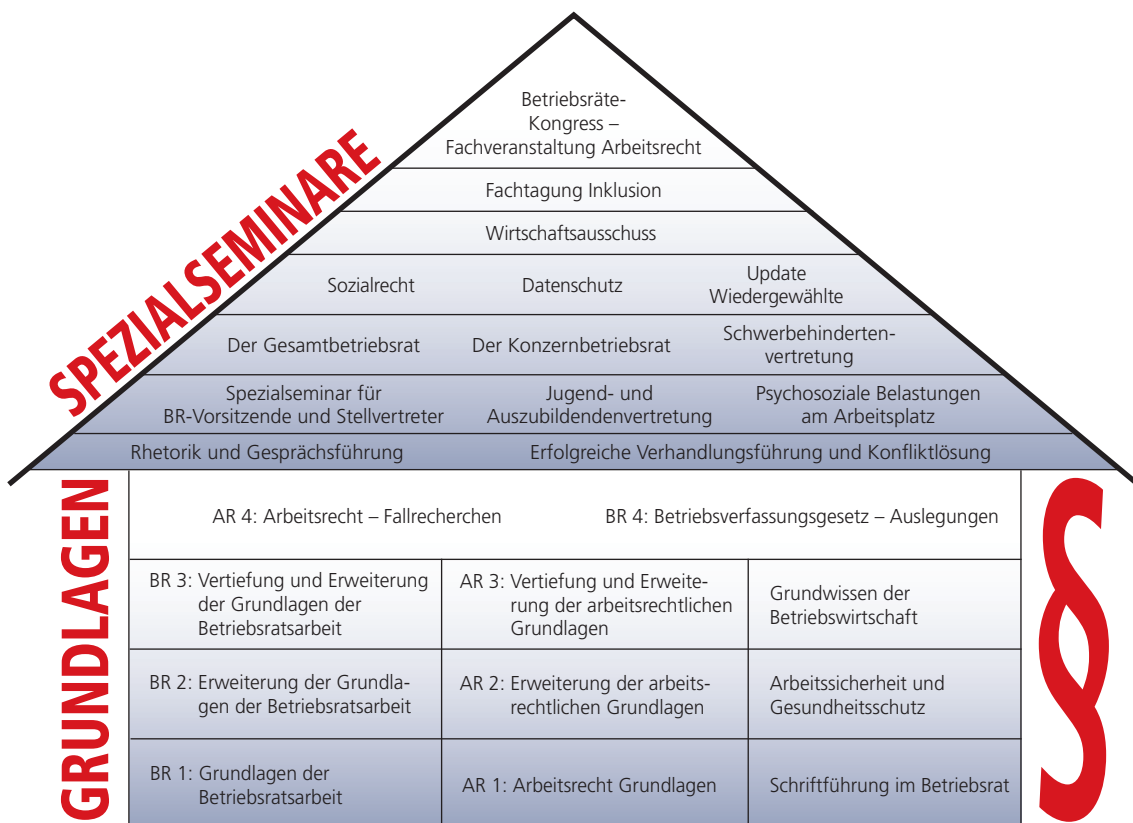 SPEZIALSEMINARE
Betriebsräte-
Kongress –
Fachveranstaltung Arbeitsrecht
Fachtagung Inklusion
Wirtschaftsausschuss
Sozialrecht
Datenschutz
Update
Wiedergewählte
Der Gesamtbetriebsrat
Der Konzernbetriebsrat
Schwerbehinderten-
vertretung
Spezialseminar für
BR-Vorsitzende und Stellvertreter
Jugend- und
Auszubildendenvertretung
Psychosoziale Belastungen
am Arbeitsplatz
Rhetorik und Gesprächsführung
Erfolgreiche Verhandlungsführung und Konfliktlösung
GRUNDLAGEN
AR 4: Arbeitsrecht – Fallrecherchen
BR 4: Betriebsverfassungsgesetz – Auslegungen
BR 3: Vertiefung und Erweiterung
der Grundlagen der
Betriebsratsarbeit
AR 3: Vertiefung und Erweite-
rung der arbeitsrechtlichen
Grundlagen
Grundwissen der
Betriebswirtschaft
BR 2: Erweiterung der Grundla-
gen der Betriebsratsarbeit
AR 2: Erweiterung der arbeits-
rechtlichen Grundlagen
Arbeitssicherheit und
Gesundheitsschutz
BR 1: Grundlagen der
Betriebsratsarbeit
AR 1: Arbeitsrecht Grundlagen
Schriftführung im Betriebsrat
§